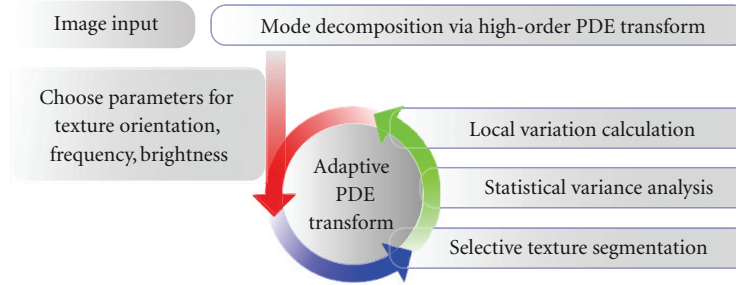 Image input
Mode decomposition via high-order PDE transform
Choose parameters for
texture orientation,
frequency, brightness
Adaptive
PDE
transform
Local variation calculation
Statistical variance analysis
Selective texture segmentation